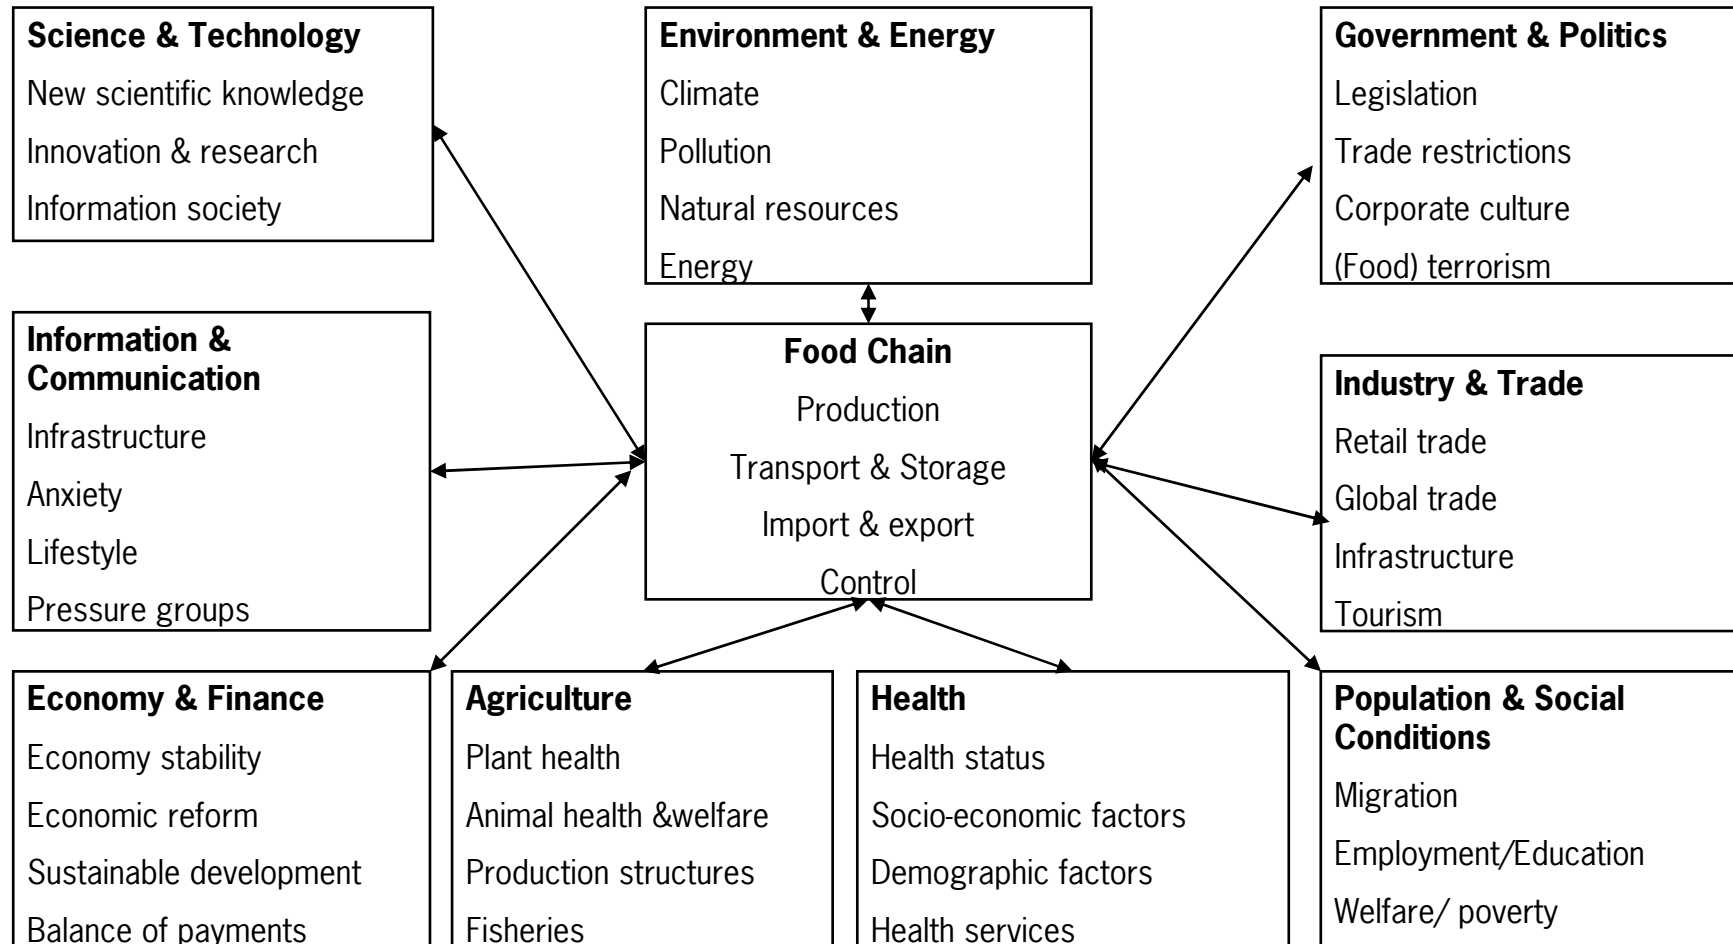 Science & Technology
New scientific knowledge
Innovation & research
Information society
Environment & Energy
Climate
Pollution
Natural resources
Energy
Government & Politics
Legislation
Trade restrictions
Corporate culture
(Food) terrorism
Information &
Communication
Infrastructure
Anxiety
Lifestyle
Pressure groups
Food Chain
Production
Transport & Storage
Import & export
Control
Industry & Trade
Retail trade
Global trade
Infrastructure
Tourism
Economy & Finance
Economy stability
Economic reform
Sustainable development
Balance of payments
Agriculture
Plant health
Animal health &welfare
Production structures
Fisheries
Health
Health status
Socio-economic factors
Demographic factors
Health services
Population & Social
Conditions
Migration
Employment/Education
Welfare/ poverty